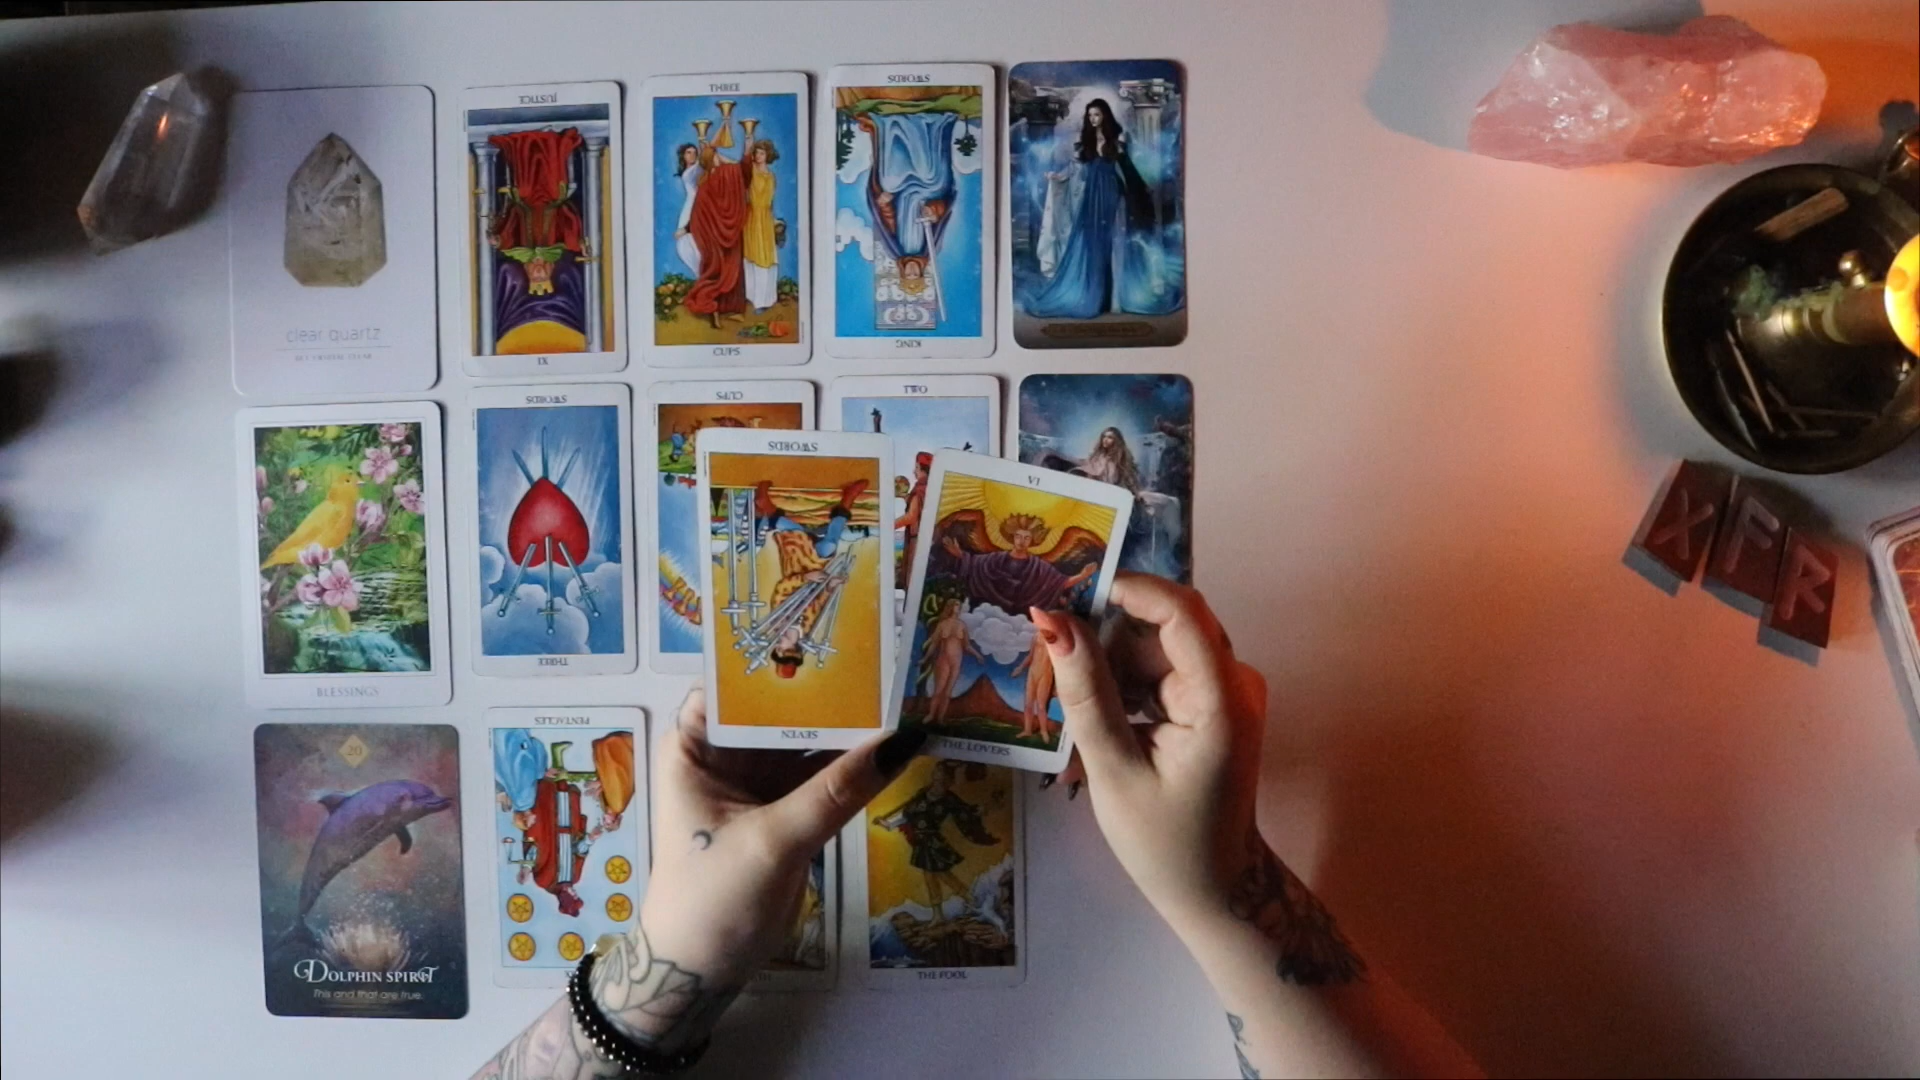 JUSTICE
XI
THREE
CUPS
SWORDS
KING
clear quartz
SWORDS
THREE
CUPS
TWO
BLESSINGS
SWORDS
SEVEN
VI
THE LOVERS
X F R
20
DOLPHIN SPIRIT
This and that are true.
PENTACLES
THE FOOL